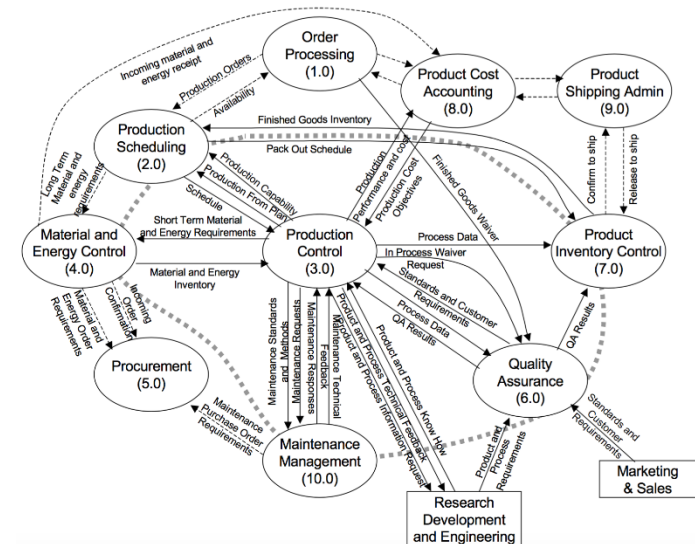 Order
Processing
(1.0)
Product Cost
Accounting
(8.0)
Product
Shipping Admin
(9.0)
Incoming material and
energy receipt
Production Orders
Availability
Production
Scheduling
(2.0)
Finished Goods Inventory
Pack Out Schedule
Long Term
Material and
energy
requirements
Production Capability
Production From Plan
Schedule
Production
Performance and cost
Production Cost
Objectives
Finished Goods Waiver
Confirm to ship
Release to ship
Material and
Energy Control
(4.0)
Short Term Material
and Energy Requirements
Material and Energy
Inventory
Production
Control
(3.0)
Process Data
In Process Waiver
Request
Standards and Customer
Requirements
Process Data
QA Results
Product
Inventory Control
(7.0)
QA Results
Incoming
Order
Confirmation
Material and
Energy Order
Requirements
Procurement
(5.0)
Maintenance
Purchase Order
Requirements
Maintenance Standards
and Methods
Maintenance Requests
Maintenance Responses
Maintenance Technical
Feedback
Product and Process Know How
Product and Process Technical Feedback
Product and Process Information Request
Quality
Assurance
(6.0)
Maintenance
Management
(10.0)
Product and
Process
Requirements
Standards and
Customer
Requirements
Marketing
& Sales
Research
Development
and Engineering